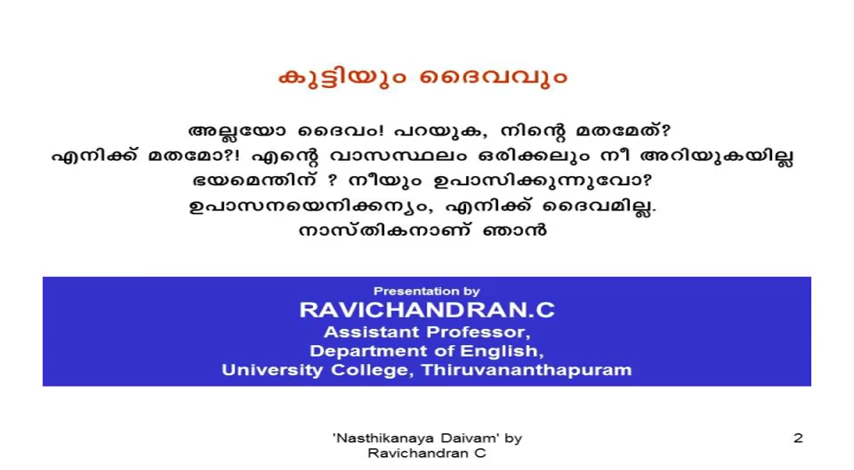 കുട്ടിയും ദൈവവും
അല്ലയോ ദൈവം! പറയുക, നിന്റെ മതമേത്?
എനിക്ക് മതമോ?! എന്റെ വാസസ്ഥലം ഒരിക്കലും നീ അറിയുകയില്ല
ഭയമെന്തിന് ? നീയും ഉപാസിക്കുന്നുവോ?
ഉപാസനയെനിക്കന്യം, എനിക്ക് ദൈവമില്ല.
നാസ്തികനാണ് ഞാൻ
Presentation by
RAVICHANDRAN.C
Assistant Professor,
Department of English,
University College, Thiruvananthapuram
'Nasthikanaya Daivam' by
Ravichandran C
2